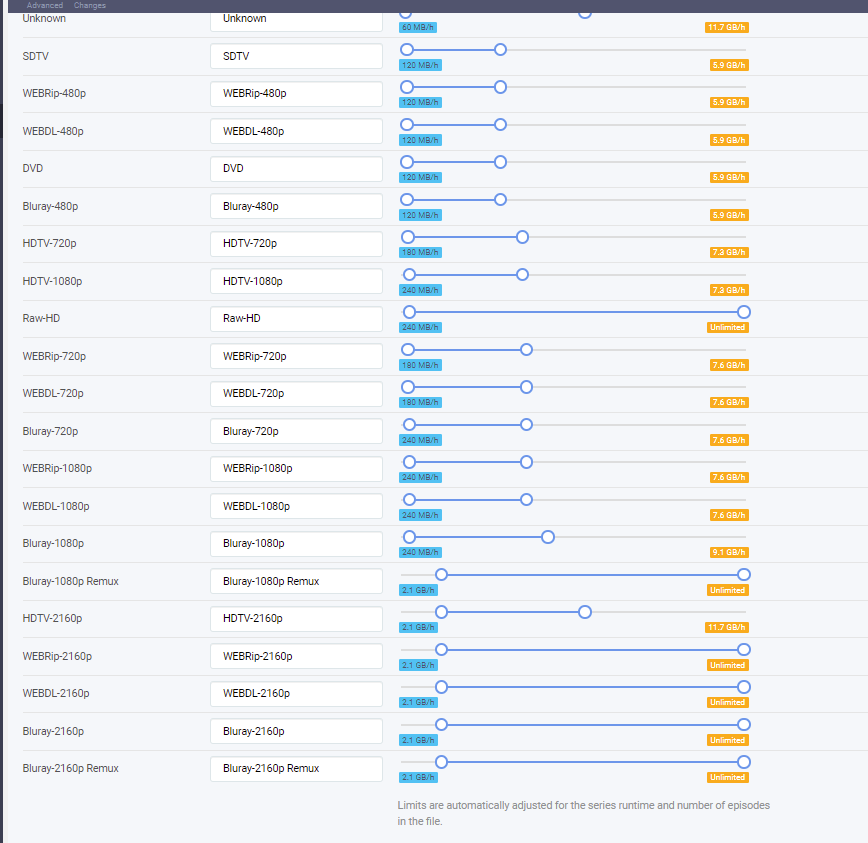 Advanced Changes
Unknown Unknown
60 MB/h 11.7 GB/h
SDTV SDTV
120 MB/h 5.9 GB/h
WEBRip-480p WEBRip-480p
120 MB/h 5.9 GB/h
WEBDL-480p WEBDL-480p
120 MB/h 5.9 GB/h
DVD DVD
120 MB/h 5.9 GB/h
Bluray-480p Bluray-480p
120 MB/h 5.9 GB/h
HDTV-720p HDTV-720p
180 MB/h 7.3 GB/h
HDTV-1080p HDTV-1080p
240 MB/h 7.3 GB/h
Raw-HD Raw-HD
240 MB/h Unlimited
WEBRip-720p WEBRip-720p
180 MB/h 7.6 GB/h
WEBDL-720p WEBDL-720p
180 MB/h 7.6 GB/h
Bluray-720p Bluray-720p
240 MB/h 7.6 GB/h
WEBRip-1080p WEBRip-1080p
240 MB/h 7.6 GB/h
WEBDL-1080p WEBDL-1080p
240 MB/h 7.6 GB/h
Bluray-1080p Bluray-1080p
240 MB/h 9.1 GB/h
Bluray-1080p Remux Bluray-1080p Remux
2.1 GB/h Unlimited
HDTV-2160p HDTV-2160p
2.1 GB/h 11.7 GB/h
WEBRip-2160p WEBRip-2160p
2.1 GB/h Unlimited
WEBDL-2160p WEBDL-2160p
2.1 GB/h Unlimited
Bluray-2160p Bluray-2160p
2.1 GB/h Unlimited
Bluray-2160p Remux Bluray-2160p Remux
2.1 GB/h Unlimited
Limits are automatically adjusted for the series runtime and number of episodes
in the file.